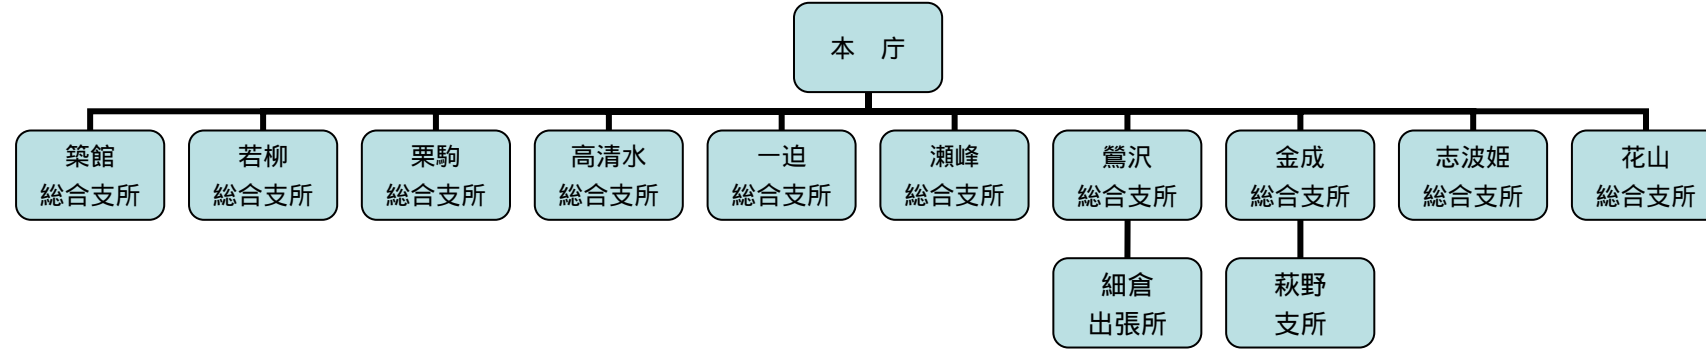 本　庁
築館
総合支所
若柳
総合支所
栗駒
総合支所
高清水
総合支所
一迫
総合支所
瀬峰
総合支所
鶯沢
総合支所
金成
総合支所
志波姫
総合支所
花山
総合支所
細倉
出張所
萩野
支所